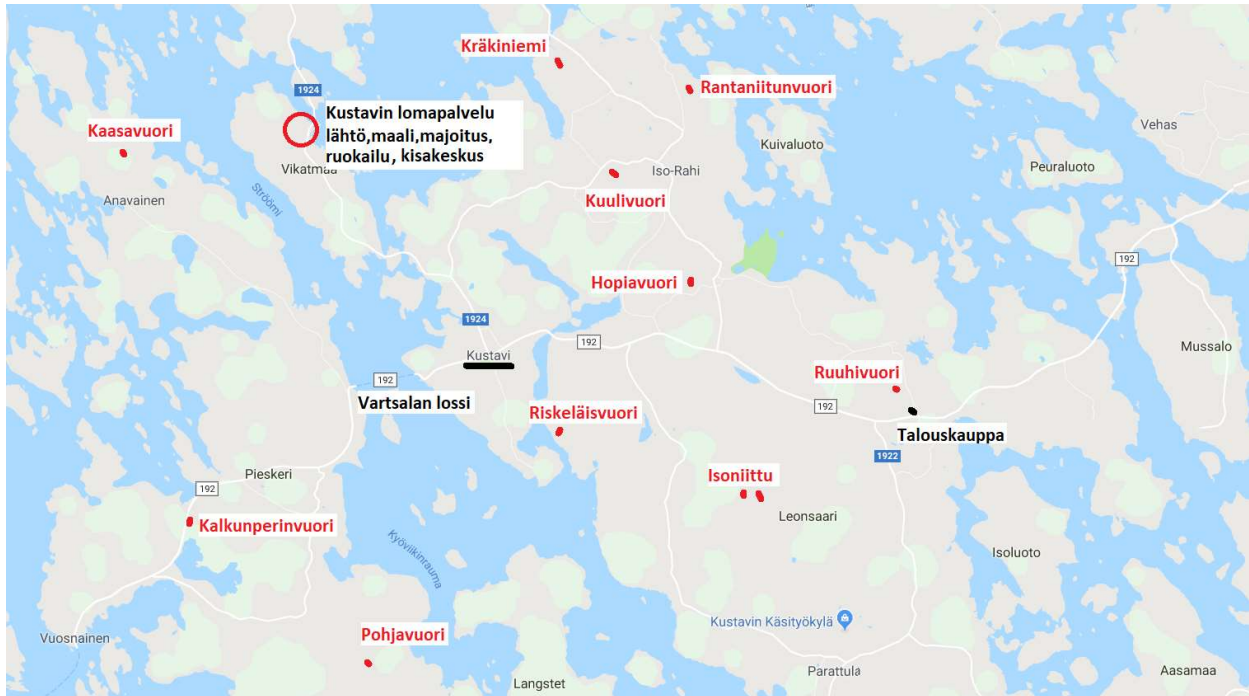 Kräkiniemi
1924
Rantaniitunvuori
Kustavin lomapalvelu
lähtö,maali,majoitus,
ruokailu, kisakeskus
Kaasavuori
Vehas
Kuivaluoto
Peuraluoto
Vikatmaa
Iso-Rahi
Kuulivuori
Anavainen
Ströömi
192
Hopiavuori
1924
192
Kustavi
Mussalo
192
Vartsalan lossi
Ruuhivuori
192
Riskeläisvuori
Talouskauppa
1922
Pieskeri
Isoniittu
192
Leonsaari
Kalkunperinvuori
Kyöviikinrauma
Isoluoto
Kustavin Käsityökylä
Vuosnainen
Pohjavuori
Parattula
Aasamaa
Langstet